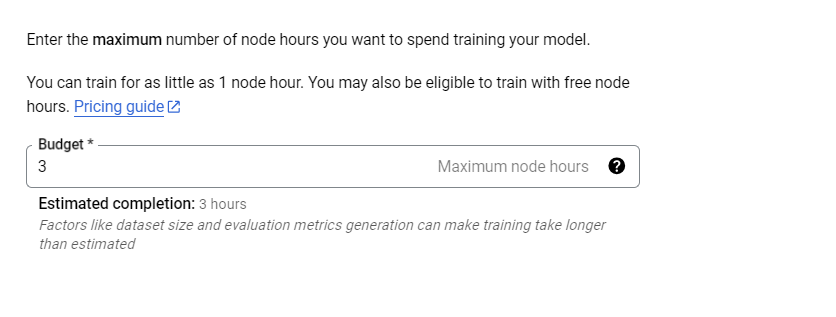 Enter the maximum number of node hours you want to spend training your model.
You can train for as little as 1 node hour. You may also be eligible to train with free node
hours. Pricing guide
Budget *
3 Maximum node hours ?
Estimated completion: 3 hours
Factors like dataset size and evaluation metrics generation can make training take longer
than estimated